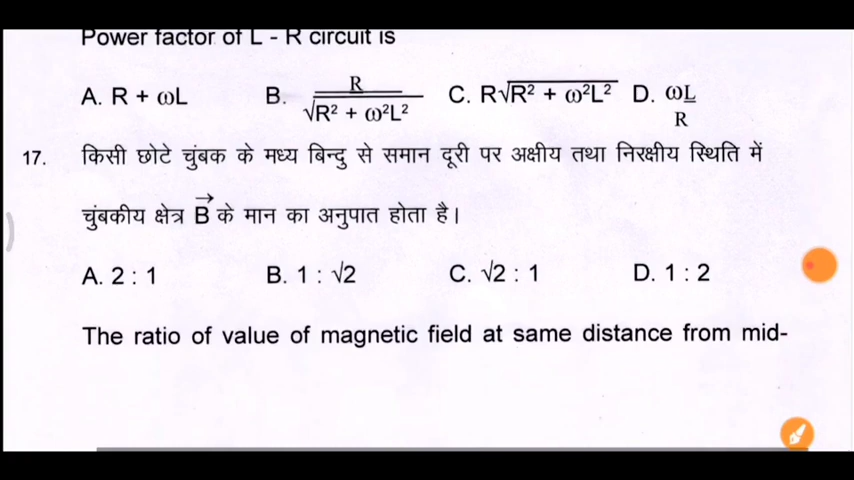 Power factor of L - R circuit is
A. R + ωL B. R/√R² + ω²L² C. R√R² + ω²L² D. ωL/R
17. किसी छोटे चुंबक के मध्य बिन्दु से समान दूरी पर अक्षीय तथा निरक्षीय स्थिति में
चुंबकीय क्षेत्र B→ के मान का अनुपात होता है।
A. 2 : 1 B. 1 : √2 C. √2 : 1 D. 1 : 2
The ratio of value of magnetic field at same distance from mid-